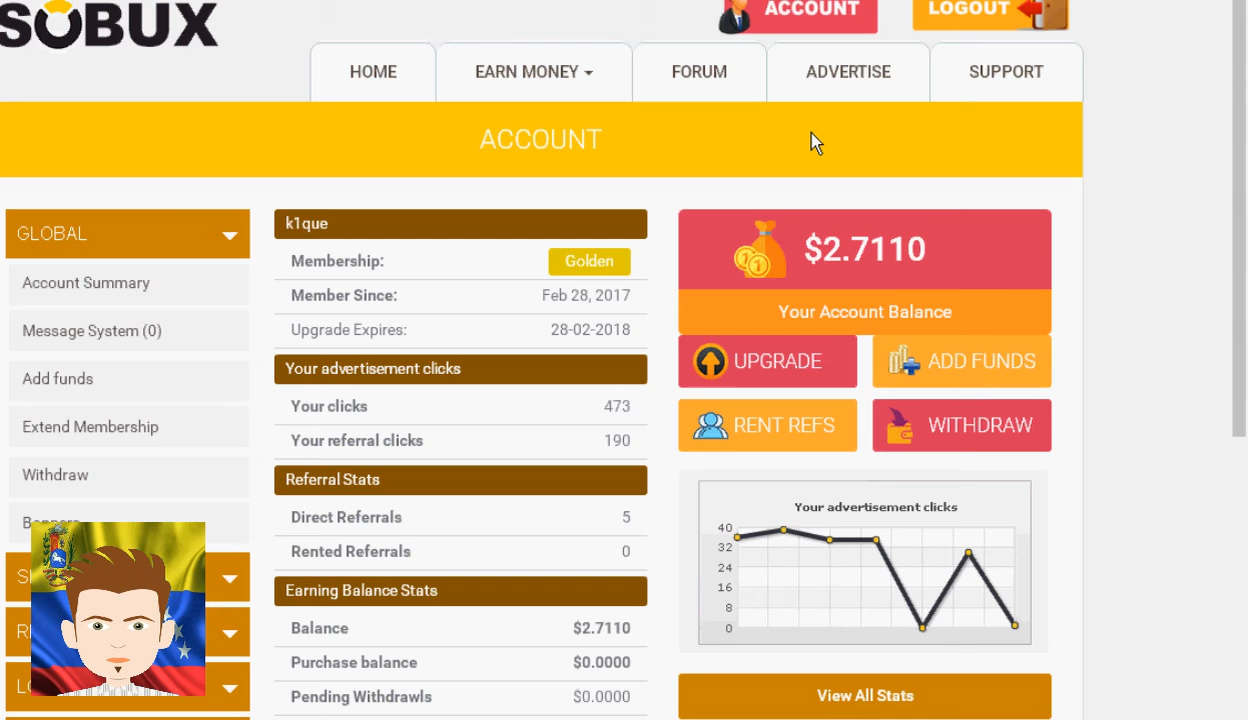 SOBUX
ACCOUNT
LOGOUT
HOME
EARN MONEY
FORUM
ADVERTISE
SUPPORT
ACCOUNT
GLOBAL
Account Summary
Message System (0)
Add funds
Extend Membership
Withdraw
k1que
Membership: Golden
Member Since: Feb 28, 2017
Upgrade Expires: 28-02-2018
Your advertisement clicks
Your clicks 473
Your referral clicks 190
Referral Stats
Direct Referrals 5
Rented Referrals 0
Earning Balance Stats
Balance $2.7110
Purchase balance $0.0000
Pending Withdrawls $0.0000
$2.7110
Your Account Balance
UPGRADE
ADD FUNDS
RENT REFS
WITHDRAW
Your advertisement clicks
40
32
24
16
8
0
View All Stats